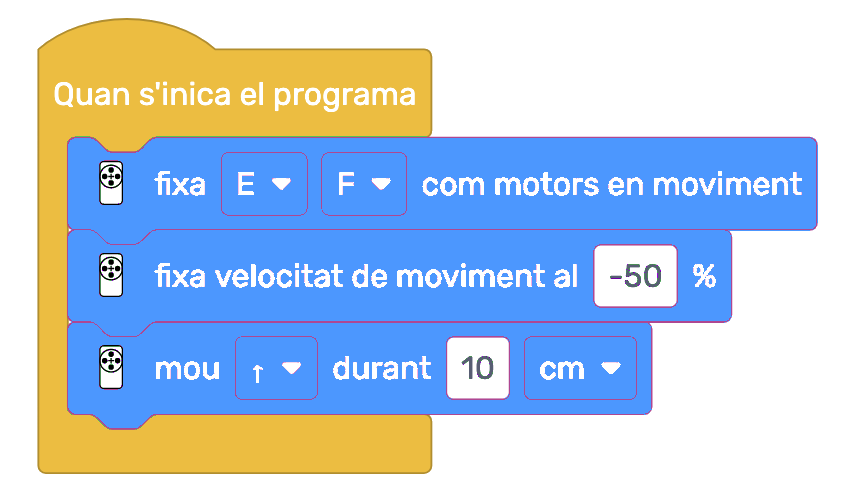 Quan s'inica el programa
fixa E F com motors en moviment
fixa velocitat de moviment al -50 %
mou ↑ durant 10 cm